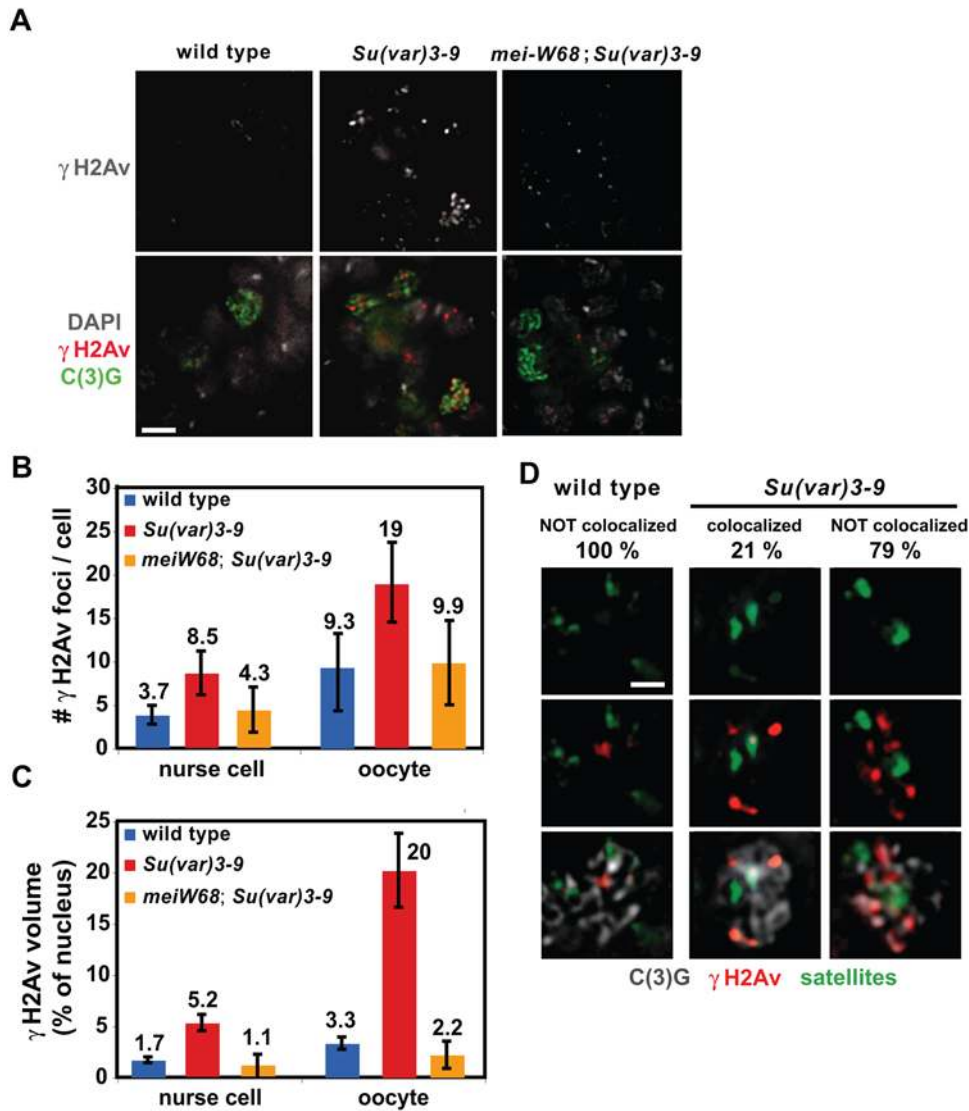 A
wild type
Su(var)3-9
mei-W68; Su(var)3-9
γ H2Av
DAPI
γ H2Av
C(3)G
B
# γ H2Av foci / cell
30
25
20
15
10
5
0
wild type
Su(var)3-9
meiW68; Su(var)3-9
3.7
8.5
4.3
9.3
19
9.9
nurse cell
oocyte
C
γ H2Av volume
(% of nucleus)
25
20
15
10
5
0
wild type
Su(var)3-9
meiW68; Su(var)3-9
1.7
5.2
1.1
3.3
20
2.2
nurse cell
oocyte
D
wild type
Su(var)3-9
NOT colocalized
100 %
colocalized
21 %
NOT colocalized
79 %
C(3)G γ H2Av satellites